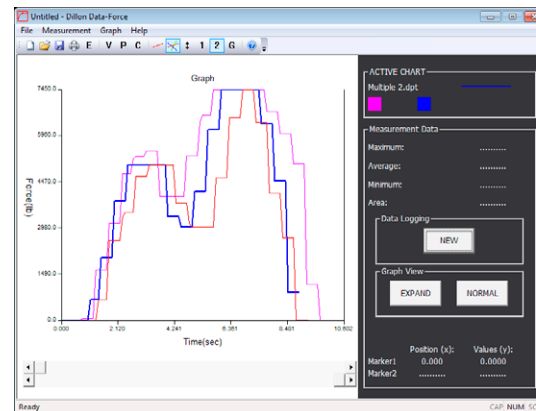 Untitled - Dillon Data-Force
File Measurement Graph Help
E V P C 1 2 G
Graph
7450.0
5960.0
4470.0
2980.0
1490.0
0.0
Force(lb)
0.000 2.120 4.241 6.361 8.481 10.602
Time(sec)
ACTIVE CHART
Multiple 2.dpt
Measurement Data
Maximum: ..........
Average: ..........
Minimum: ..........
Area: ..........
Data Logging
NEW
Graph View
EXPAND NORMAL
Position (x): Values (y):
Marker1 0.000 0.0000
Marker2 .......... ..........
Ready CAP NUM SC